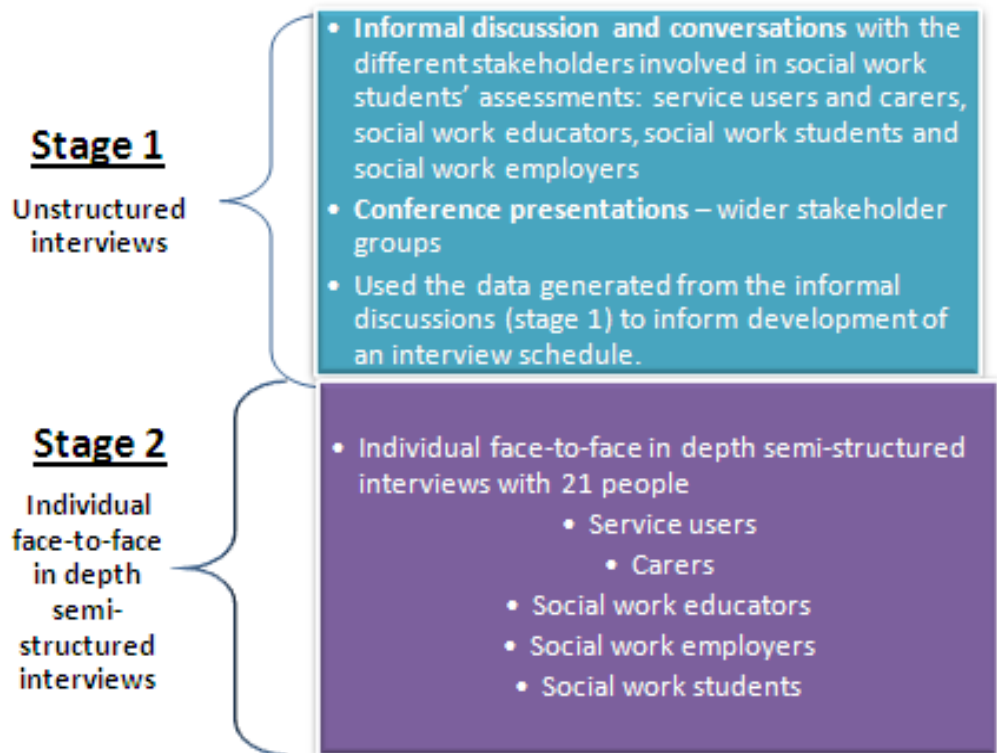 Stage 1
Unstructured
interviews
• Informal discussion and conversations with the
different stakeholders involved in social work
students’ assessments: service users and carers,
social work educators, social work students and
social work employers
• Conference presentations – wider stakeholder
groups
• Used the data generated from the informal
discussions (stage 1) to inform development of
an interview schedule.
Stage 2
Individual
face-to-face
in depth
semi-
structured
interviews
• Individual face-to-face in depth semi-structured
interviews with 21 people
• Service users
• Carers
• Social work educators
• Social work employers
• Social work students